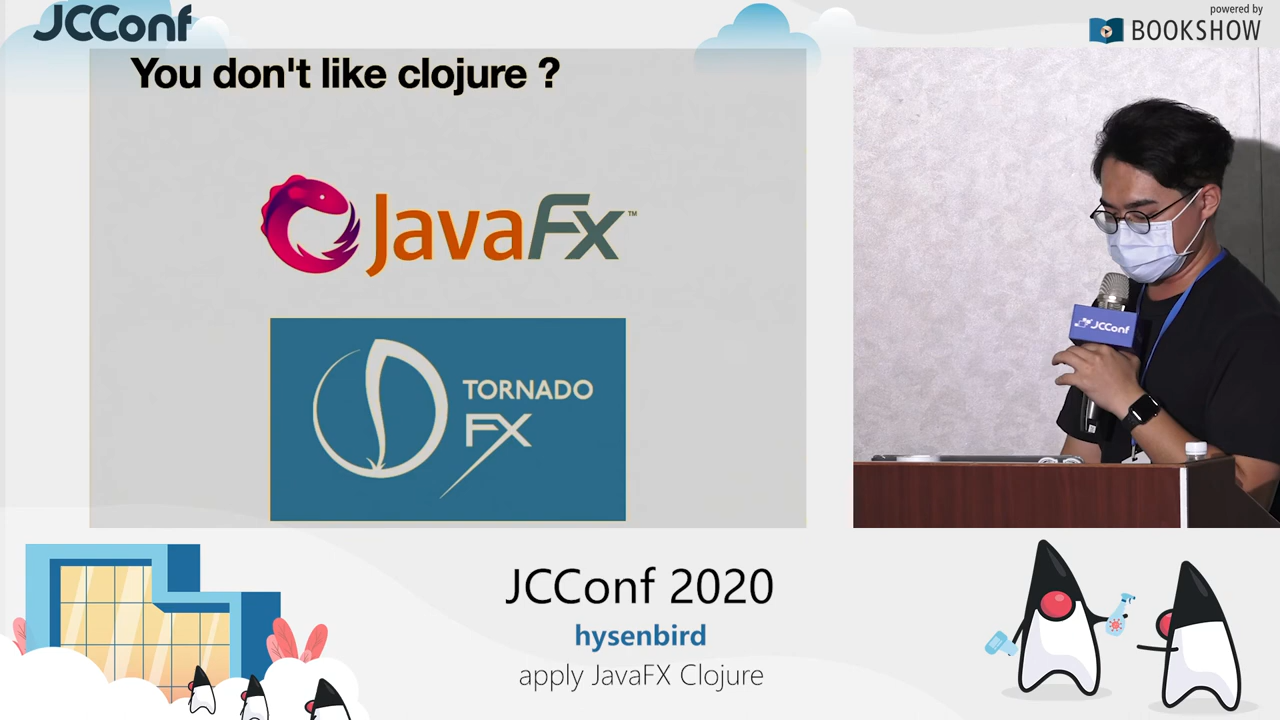 JCConf
powered by
BOOKSHOW
You don't like clojure ?
JavaFx™
TORNADO
FX
JCConf
JCConf 2020
hysenbird
apply JavaFX Clojure